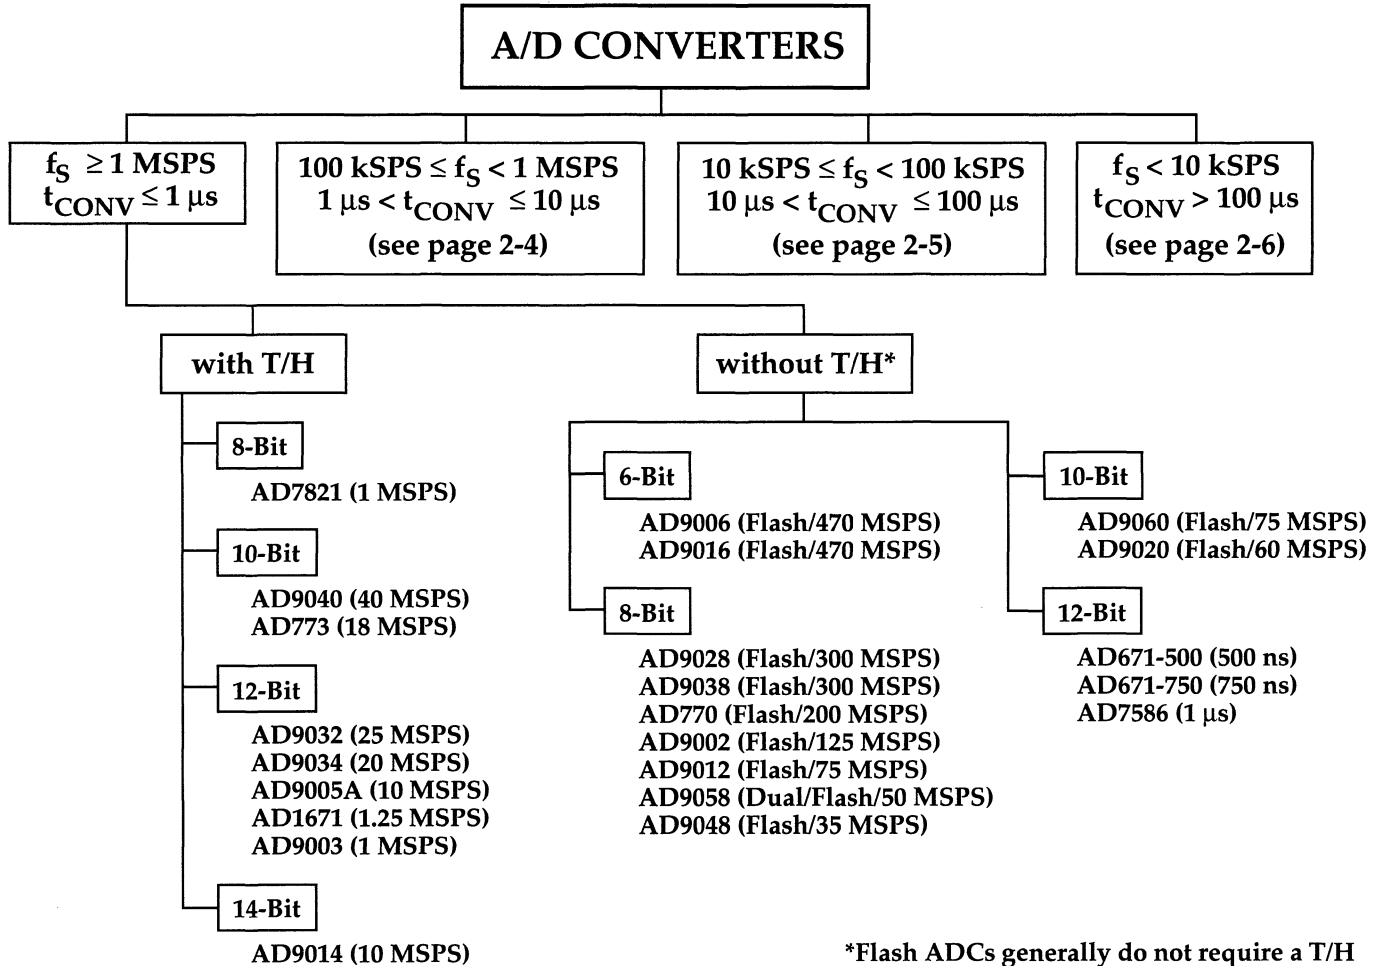 A/D CONVERTERS
fS ≥ 1 MSPS
tCONV ≤ 1 µs
100 kSPS ≤ fS < 1 MSPS
1 µs < tCONV ≤ 10 µs
(see page 2-4)
10 kSPS ≤ fS < 100 kSPS
10 µs < tCONV ≤ 100 µs
(see page 2-5)
fS < 10 kSPS
tCONV > 100 µs
(see page 2-6)
with T/H
8-Bit
AD7821 (1 MSPS)
10-Bit
AD9040 (40 MSPS)
AD773 (18 MSPS)
12-Bit
AD9032 (25 MSPS)
AD9034 (20 MSPS)
AD9005A (10 MSPS)
AD1671 (1.25 MSPS)
AD9003 (1 MSPS)
14-Bit
AD9014 (10 MSPS)
without T/H*
6-Bit
AD9006 (Flash/470 MSPS)
AD9016 (Flash/470 MSPS)
8-Bit
AD9028 (Flash/300 MSPS)
AD9038 (Flash/300 MSPS)
AD770 (Flash/200 MSPS)
AD9002 (Flash/125 MSPS)
AD9012 (Flash/75 MSPS)
AD9058 (Dual/Flash/50 MSPS)
AD9048 (Flash/35 MSPS)
10-Bit
AD9060 (Flash/75 MSPS)
AD9020 (Flash/60 MSPS)
12-Bit
AD671-500 (500 ns)
AD671-750 (750 ns)
AD7586 (1 µs)
*Flash ADCs generally do not require a T/H